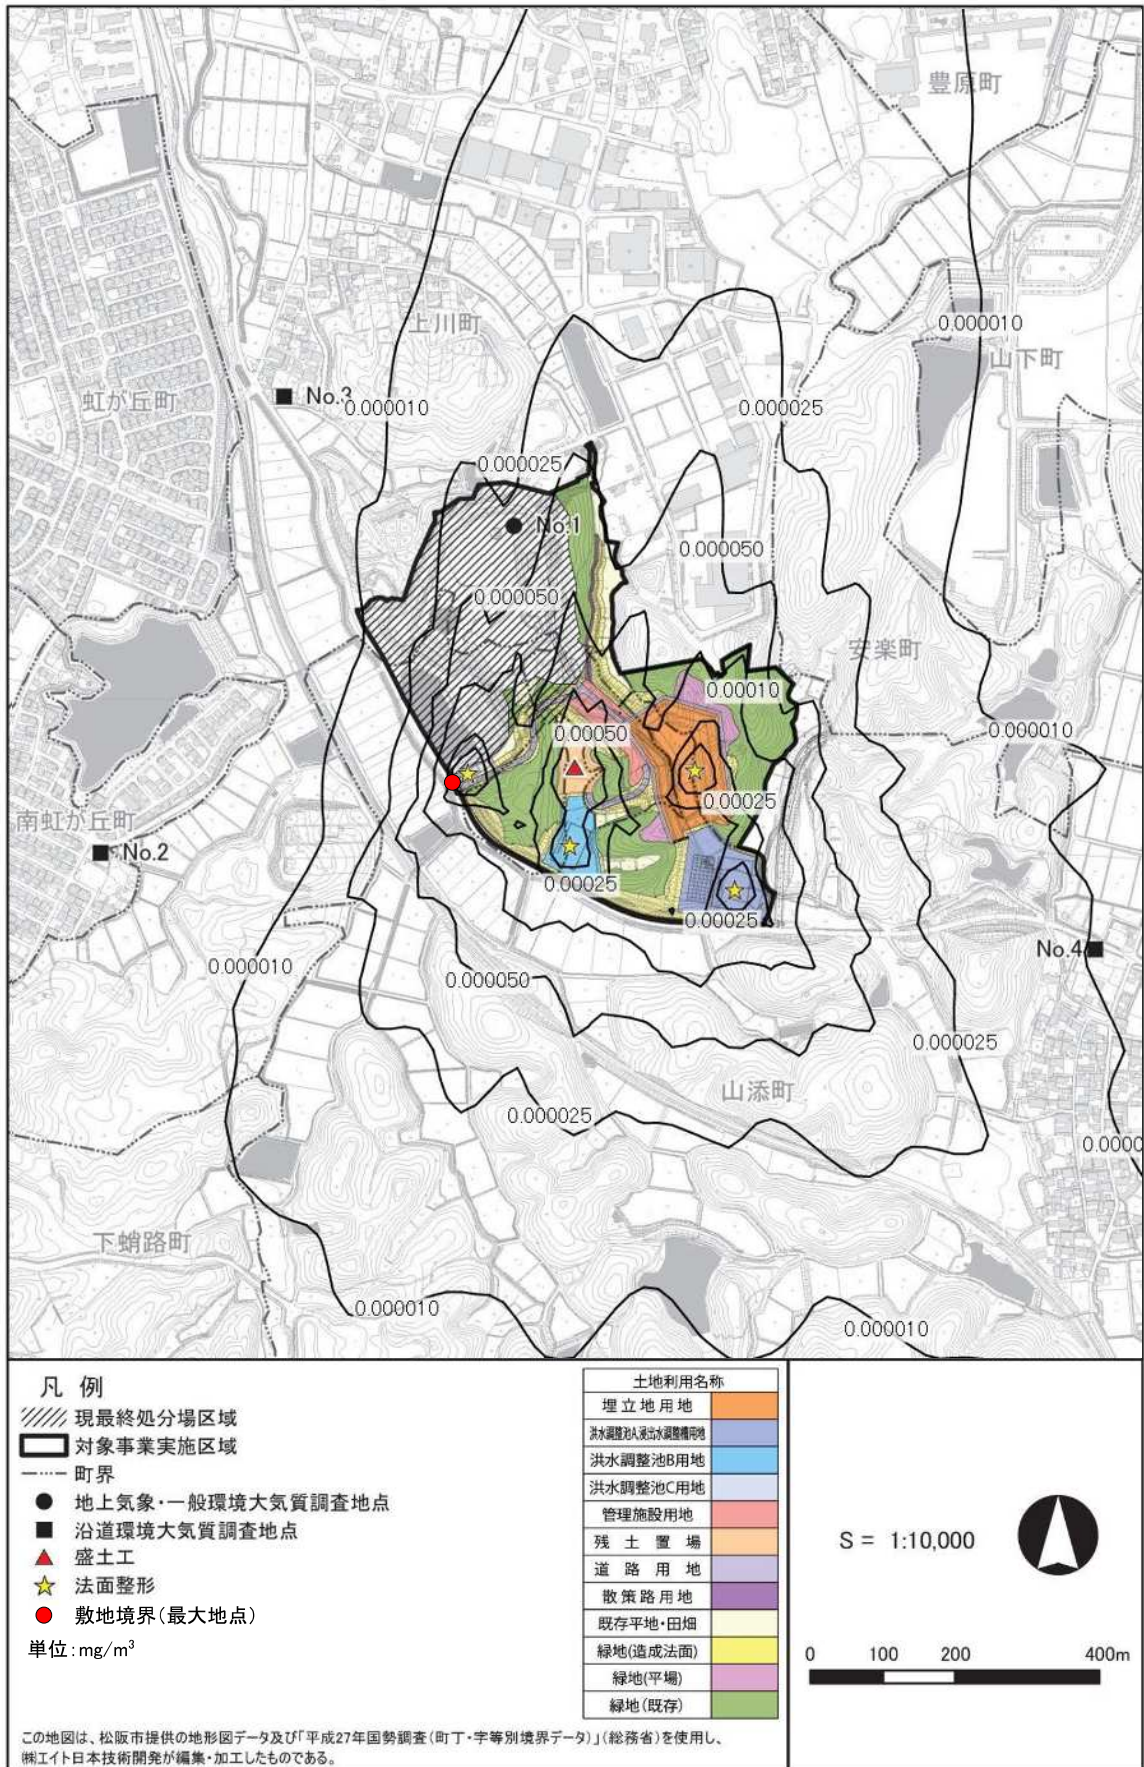 豊原町
0.000010
山下町
上川町
虹が丘町
No.3
0.000010
0.000025
0.000025
No.1
0.000050
0.000050
安楽町
0.00010
0.000010
0.00050
0.00025
南虹が丘町
No.2
0.00025
0.00025
No.4
0.000010
0.000050
0.000025
山添町
0.000025
0.0000
下蛸路町
0.000010
0.000010
凡 例
現最終処分場区域
対象事業実施区域
町界
地上気象・一般環境大気質調査地点
沿道環境大気質調査地点
盛土工
法面整形
敷地境界(最大地点)
単位:mg/m³
土地利用名称
埋立地用地
洪水調整池A,浸出水調整槽用地
洪水調整池B用地
洪水調整池C用地
管理施設用地
残土置場
道路用地
散策路用地
既存平地・田畑
緑地(造成法面)
緑地(平場)
緑地(既存)
S = 1:10,000
0 100 200 400m
この地図は、松阪市提供の地形図データ及び「平成27年国勢調査(町丁・字等別境界データ)」(総務省)を使用し、
㈱エイト日本技術開発が編集・加工したものである。